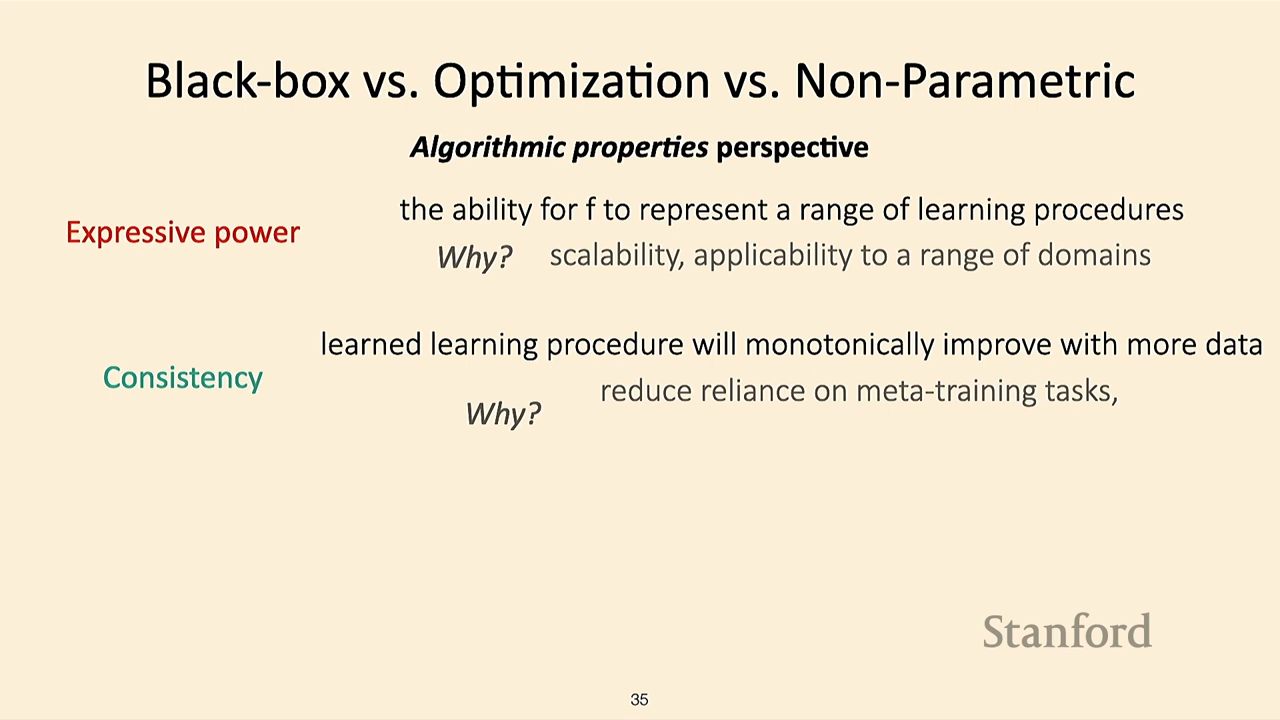 Black-box vs. Optimization vs. Non-Parametric
Algorithmic properties perspective
Expressive power
the ability for f to represent a range of learning procedures
Why? scalability, applicability to a range of domains
Consistency
learned learning procedure will monotonically improve with more data
Why? reduce reliance on meta-training tasks,
Stanford
35